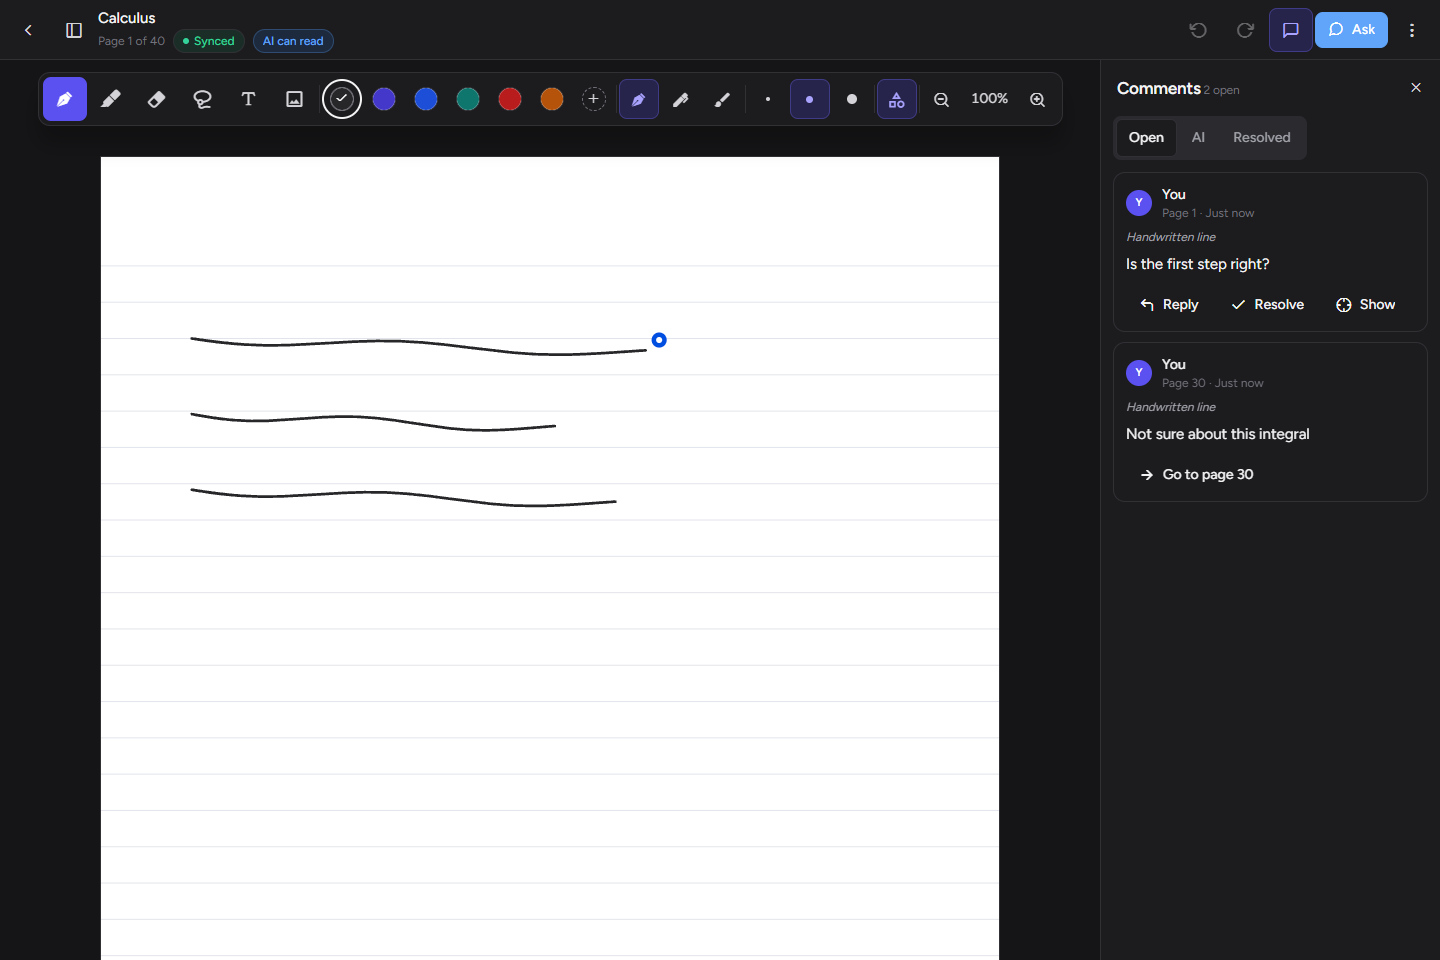 Calculus
Page 1 of 40
Synced
AI can read
Ask
T
100%
Comments 2 open
Open
AI
Resolved
Y
You
Page 1 · Just now
Handwritten line
Is the first step right?
Reply
Resolve
Show
Y
You
Page 30 · Just now
Handwritten line
Not sure about this integral
Go to page 30